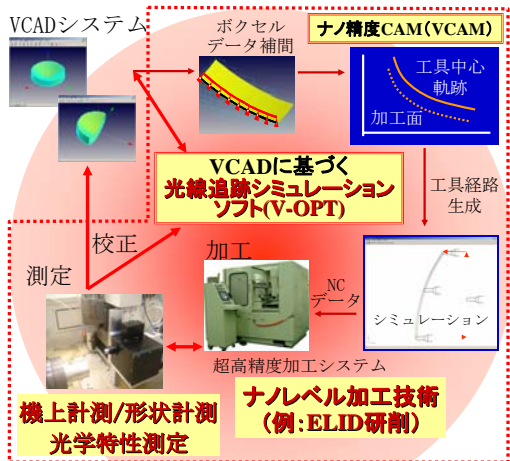 VCADシステム
ボクセル
データ補間
ナノ精度CAM(VCAM)
工具中心
軌跡
加工面
VCADに基づく
光線追跡シミュレーション
ソフト(V-OPT)
工具経路
生成
校正
加工
測定
NC
データ
シミュレーション
超高精度加工システム
機上計測/形状計測
光学特性測定
ナノレベル加工技術
(例:ELID研削)